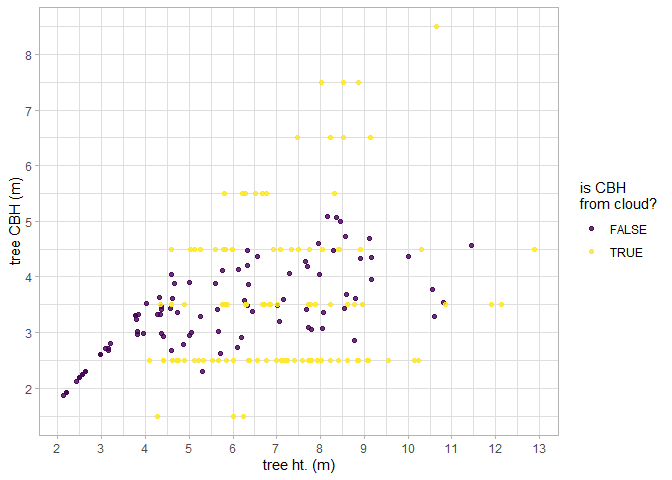 8
7
6
5
4
3
2
tree CBH (m)
2 3 4 5 6 7 8 9 10 11 12 13
tree ht. (m)
is CBH
from cloud?
FALSE
TRUE